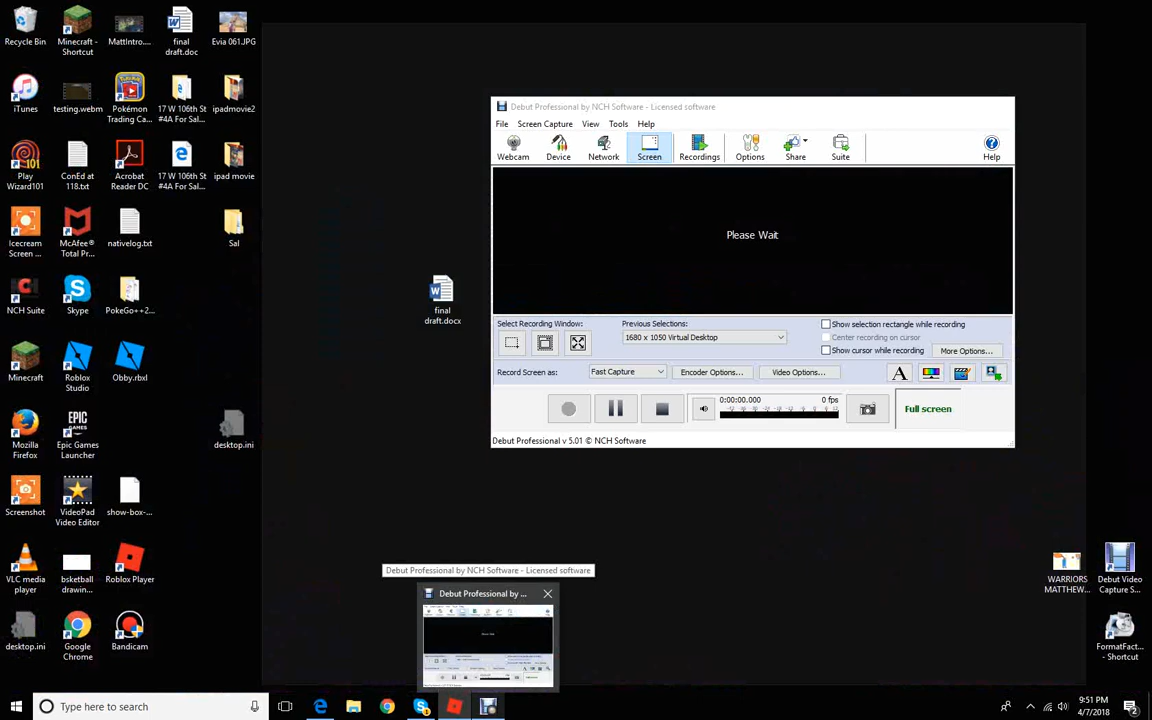 Recycle Bin
Minecraft -
Shortcut
MattIntro....
final
draft.doc
Evia 061.JPG
iTunes
testing.webm
Pokémon
Trading Ca...
17 W 106th St
#4A For Sal...
ipadmovie2
Play
Wizard101
ConEd at
118.txt
Acrobat
Reader DC
17 W 106th St
#4A For Sal...
ipad movie
Icecream
Screen ...
McAfee®
Total Pr...
nativelog.txt
Sal
NCH Suite
Skype
PokeGo++2...
final
draft.docx
Minecraft
Roblox
Studio
Obby.rbxl
Mozilla
Firefox
Epic Games
Launcher
desktop.ini
Screenshot
VideoPad
Video Editor
show-box-...
VLC media
player
bsketball
drawin...
Roblox Player
desktop.ini
Google
Chrome
Bandicam
Debut Professional by NCH Software - Licensed software
File Screen Capture View Tools Help
Webcam Device Network Screen Recordings Options Share Suite Help
Please Wait
Select Recording Window:
Previous Selections:
1680 x 1050 Virtual Desktop
Show selection rectangle while recording
Center recording on cursor
Show cursor while recording
More Options...
Record Screen as:
Fast Capture
Encoder Options...
Video Options...
0:00:00.000 0 fps
Full screen
Debut Professional v 5.01 © NCH Software
WARRIORS
MATTHEW...
Debut Video
Capture S...
FormatFact...
- Shortcut
Debut Professional by NCH Software - Licensed software
Debut Professional by ...
Type here to search
9:51 PM
4/7/2018